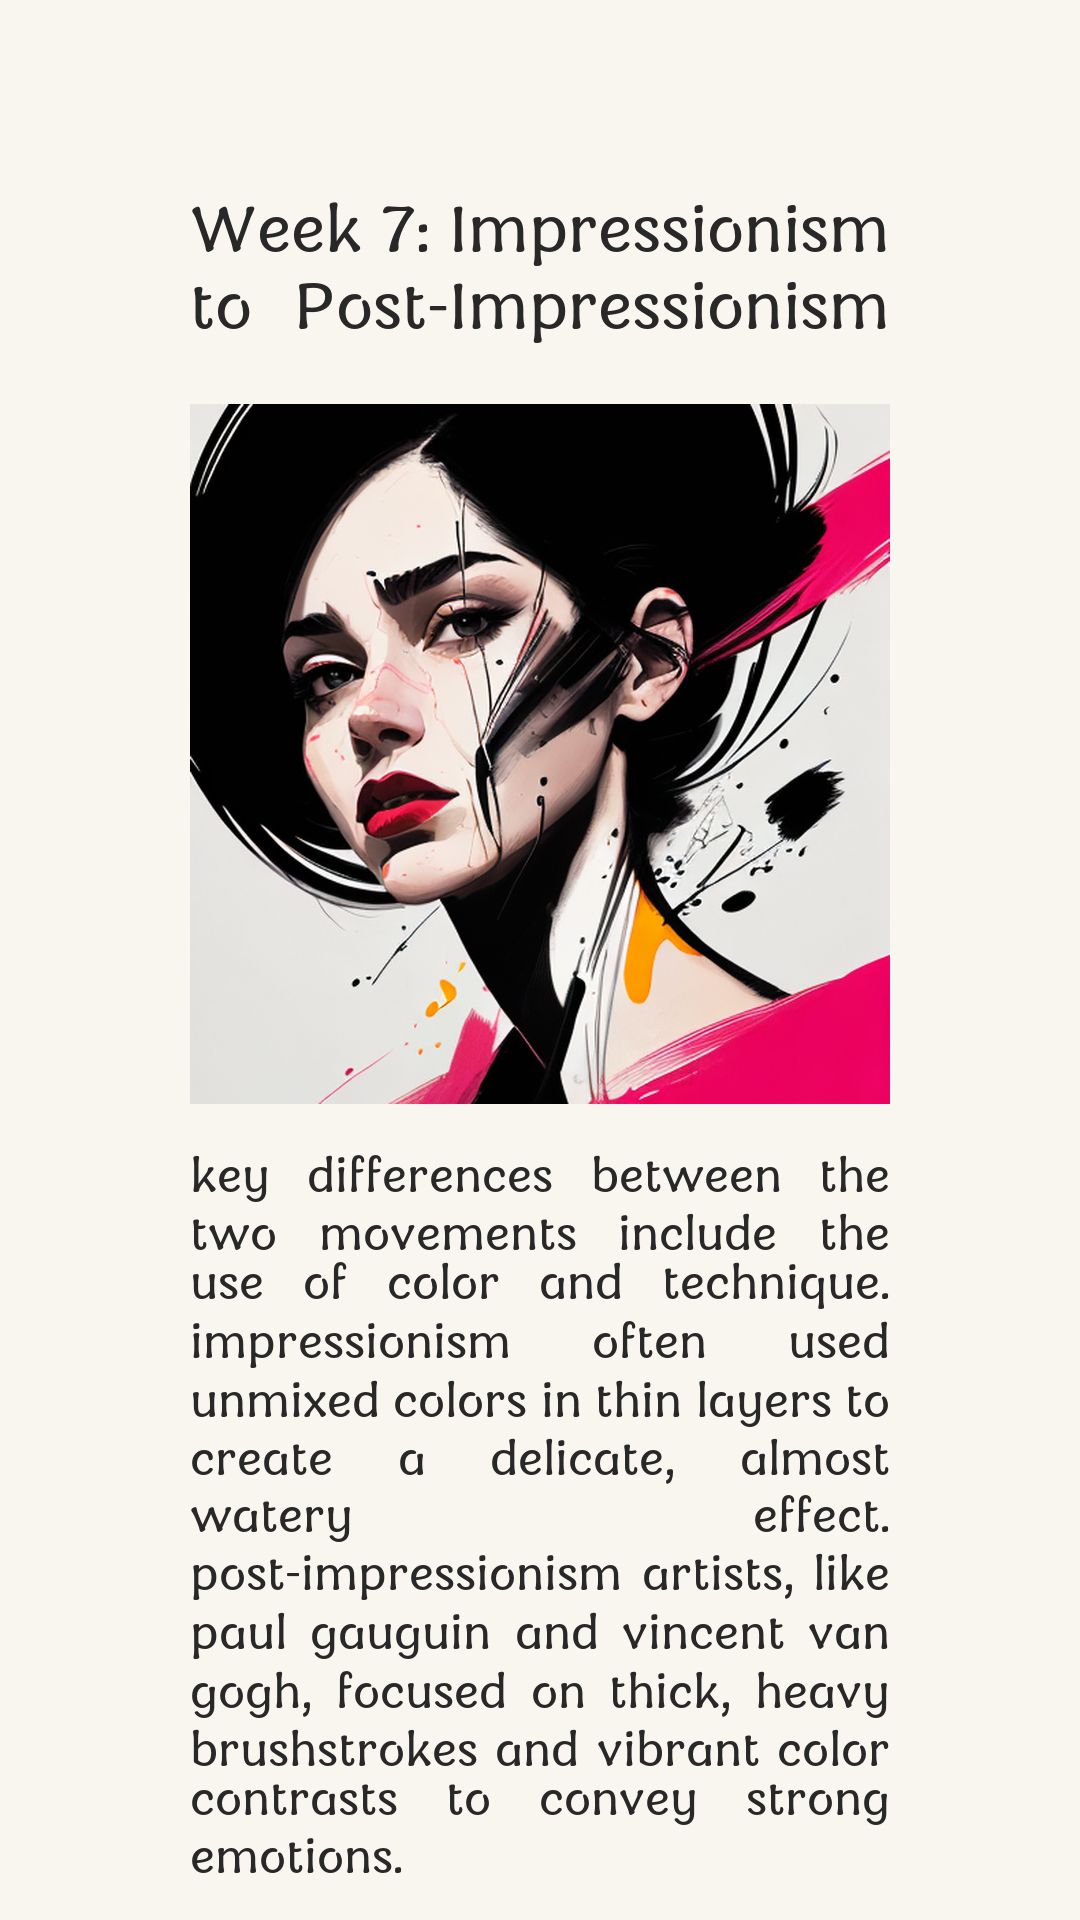 Week 7: Impressionism
to Post-Impressionism
key differences between the
two movements include the
use of color and technique.
impressionism often used
unmixed colors in thin layers to
create a delicate, almost
watery effect.
post-impressionism artists, like
paul gauguin and vincent van
gogh, focused on thick, heavy
brushstrokes and vibrant color
contrasts to convey strong
emotions.